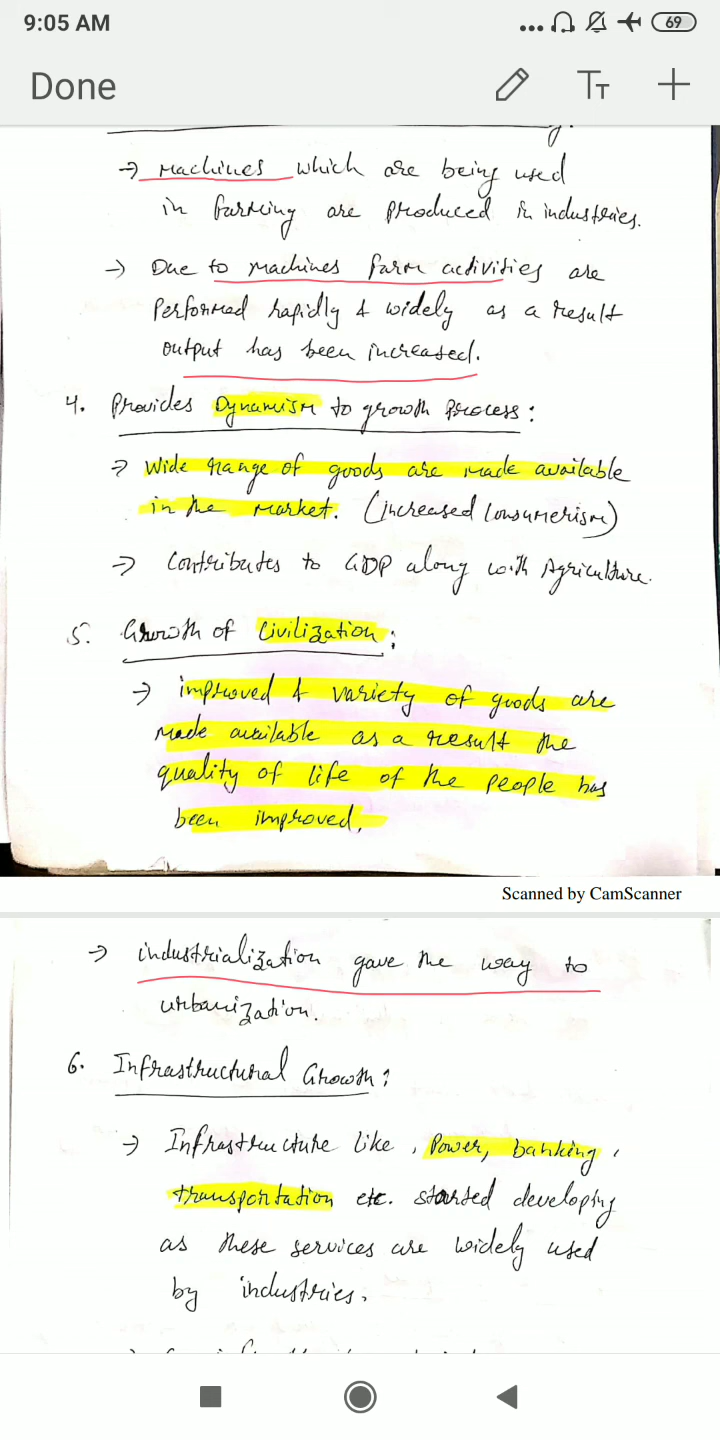 9:05 AM
69
Done
TT
→ Machines which are being used
in farming are produced in industries.
→ Due to machines farm activities are
performed rapidly & widely as a result
output has been increased.
4. Provides Dynamism to growth process :
→ Wide range of goods are made available
in the market. (increased consumerism)
→ Contributes to GDP along with Agriculture.
5. Growth of Civilization :
→ improved & variety of goods are
made available as a result the
quality of life of the people has
been improved.
Scanned by CamScanner
→ industrialization gave the way to
urbanization.
6. Infrastructural Growth :
→ Infrastructure like , Power, banking ,
transportation etc. started developing
as these services are widely used
by industries.